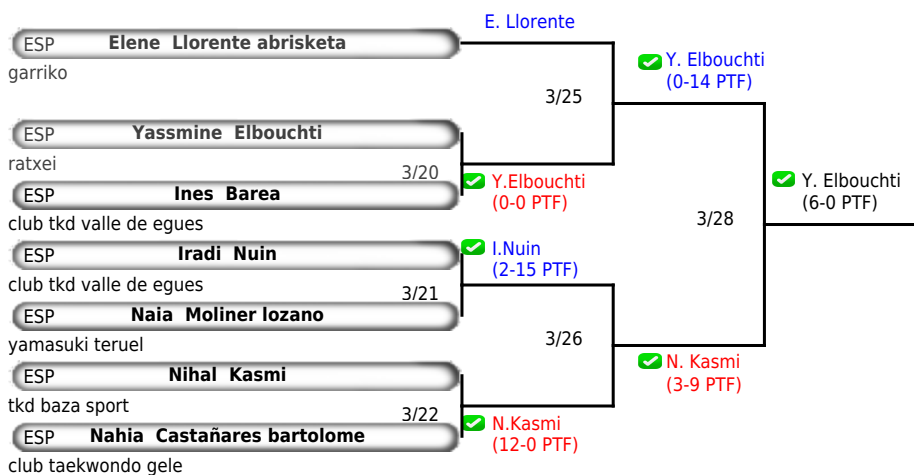 E. Llorente
ESP Elene Llorente abrisketa
garriko
3/25
Y. Elbouchti
(0-14 PTF)
ESP Yassmine Elbouchti
ratxei
3/20
Y.Elbouchti
(0-0 PTF)
ESP Ines Barea
club tkd valle de egues
Y. Elbouchti
(6-0 PTF)
3/28
ESP Iradi Nuin
club tkd valle de egues
I.Nuin
(2-15 PTF)
3/21
ESP Naia Moliner lozano
yamasuki teruel
3/26
N. Kasmi
(3-9 PTF)
ESP Nihal Kasmi
tkd baza sport
3/22
N.Kasmi
(12-0 PTF)
ESP Nahia Castañares bartolome
club taekwondo gele